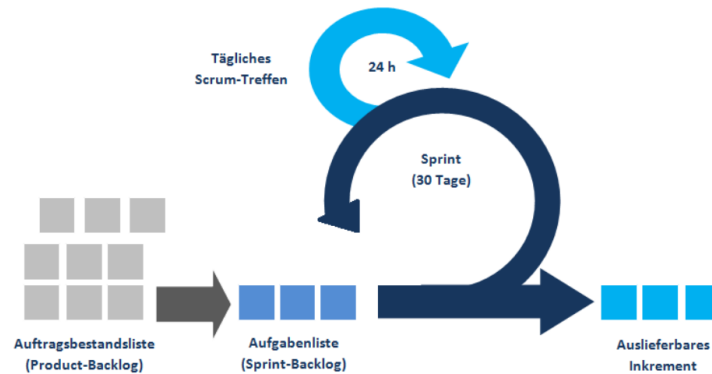 Tägliches
Scrum-Treffen
24 h
Sprint
(30 Tage)
Auftragsbestandsliste
(Product-Backlog)
Aufgabenliste
(Sprint-Backlog)
Auslieferbares
Inkrement